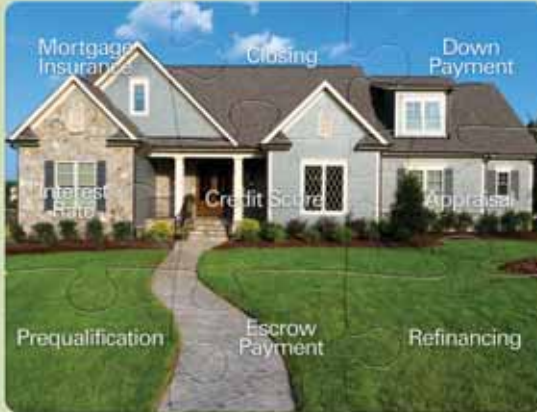 Mortgage
Insurance
Closing
Down
Payment
Interest
Rate
Credit Score
Appraisal
Prequalification
Escrow
Payment
Refinancing